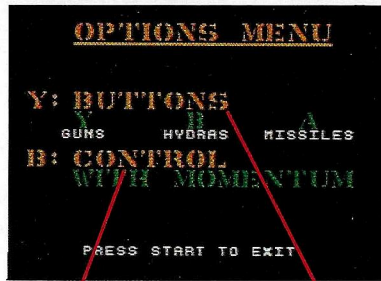 OPTIONS MENU
Y: BUTTONS
Y B A
GUNS HYDRAS MISSILES
B: CONTROL
WITH MOMENTUM
PRESS START TO EXIT